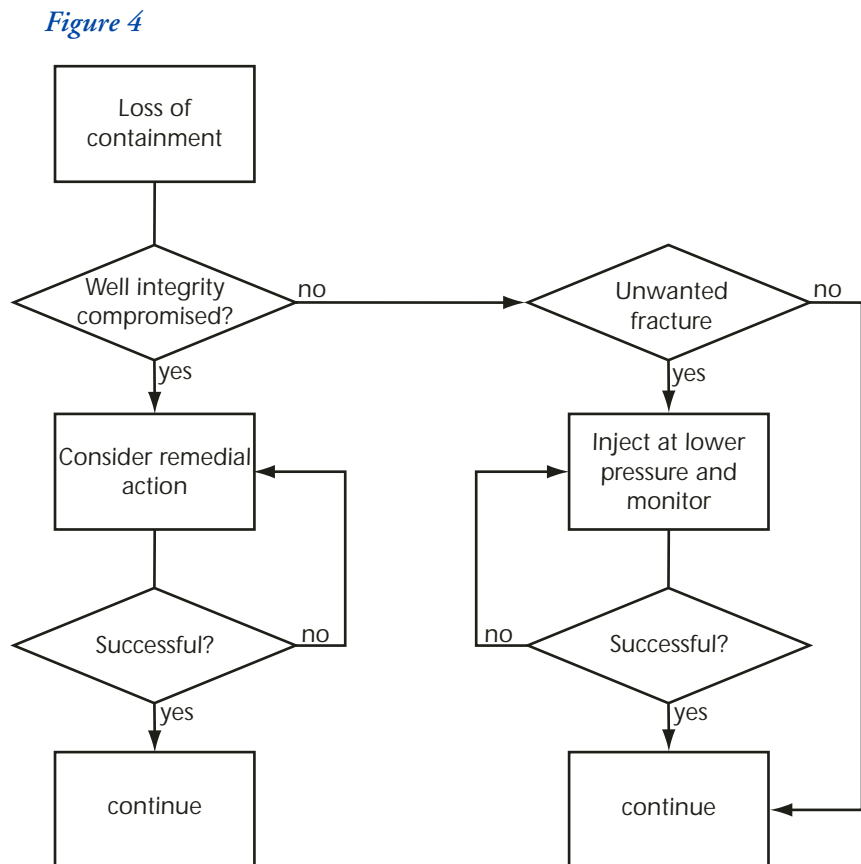 Figure 4
Loss of
containment
Well integrity
compromised?
no
Unwanted
fracture
no
yes
yes
Consider remedial
action
Inject at lower
pressure and
monitor
Successful?
no
no
Successful?
yes
yes
continue
continue